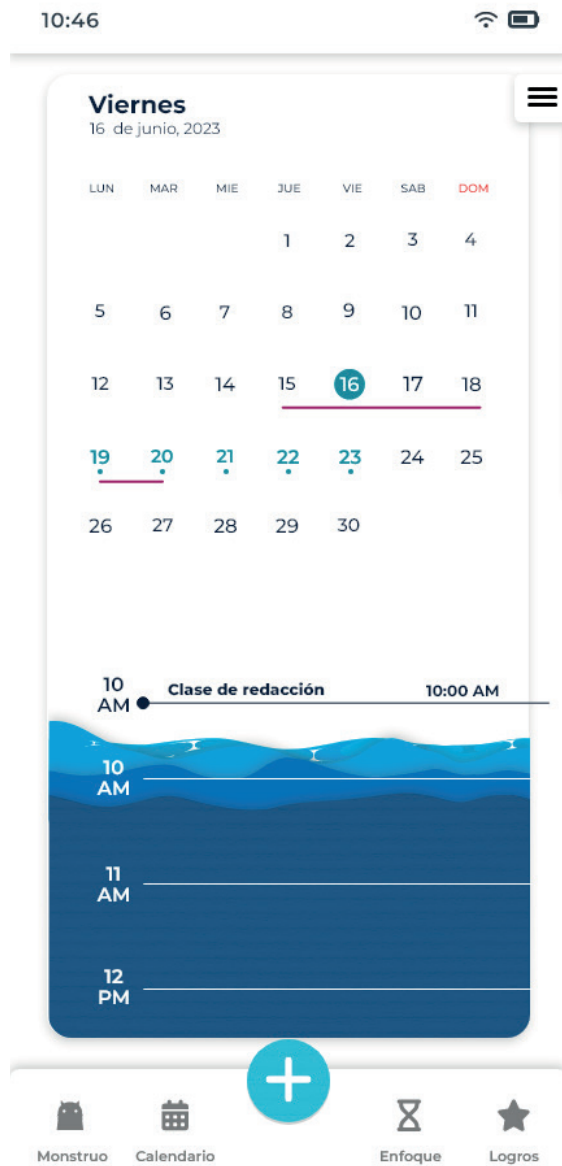 10:46
Viernes
16 de junio, 2023
LUN MAR MIE JUE VIE SAB DOM
1 2 3 4
5 6 7 8 9 10 11
12 13 14 15 16 17 18
19 20 21 22 23 24 25
26 27 28 29 30
10 AM Clase de redacción 10:00 AM
10 AM
11 AM
12 PM
Monstruo Calendario Enfoque Logros